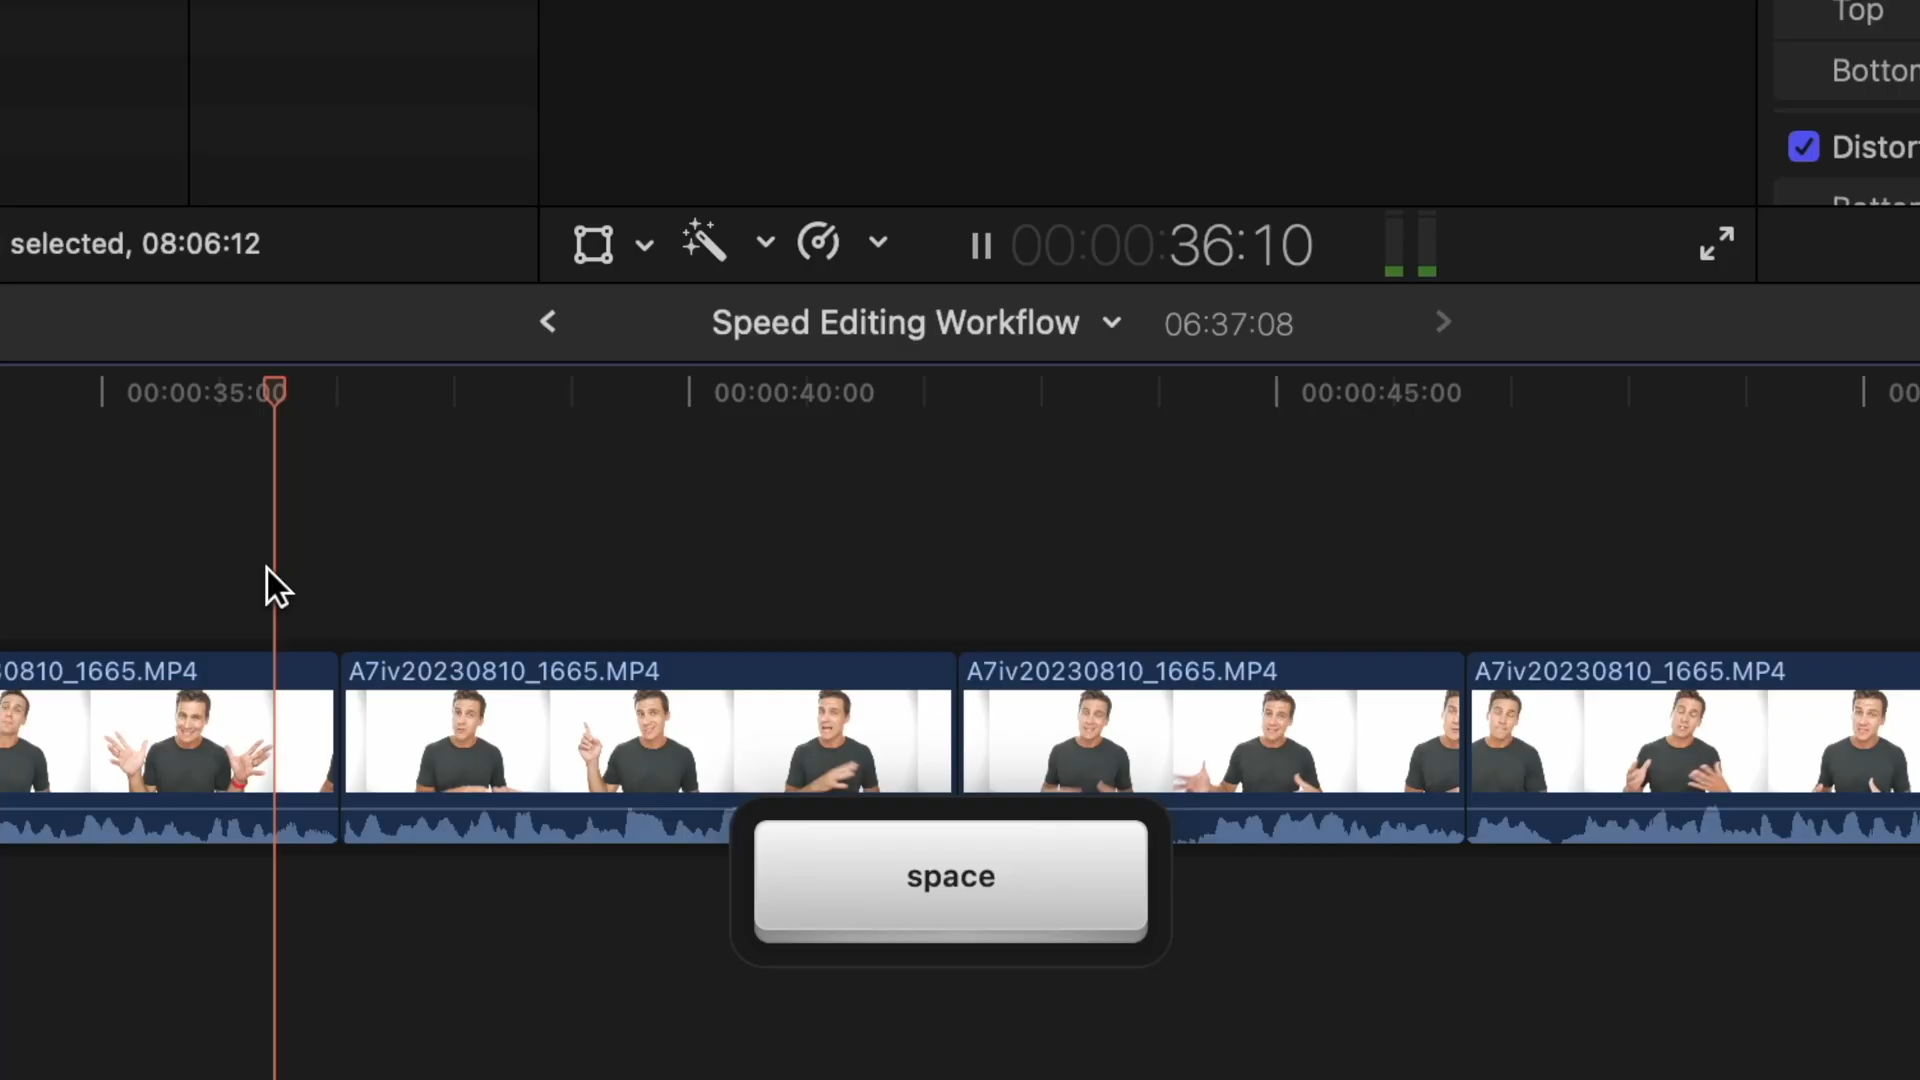 Top
Bottom
Distort
selected, 08:06:12
00:00:36:10
Speed Editing Workflow
06:37:08
00:00:35:00
00:00:40:00
00:00:45:00
00
0810_1665.MP4
A7iv20230810_1665.MP4
A7iv20230810_1665.MP4
A7iv20230810_1665.MP4
space